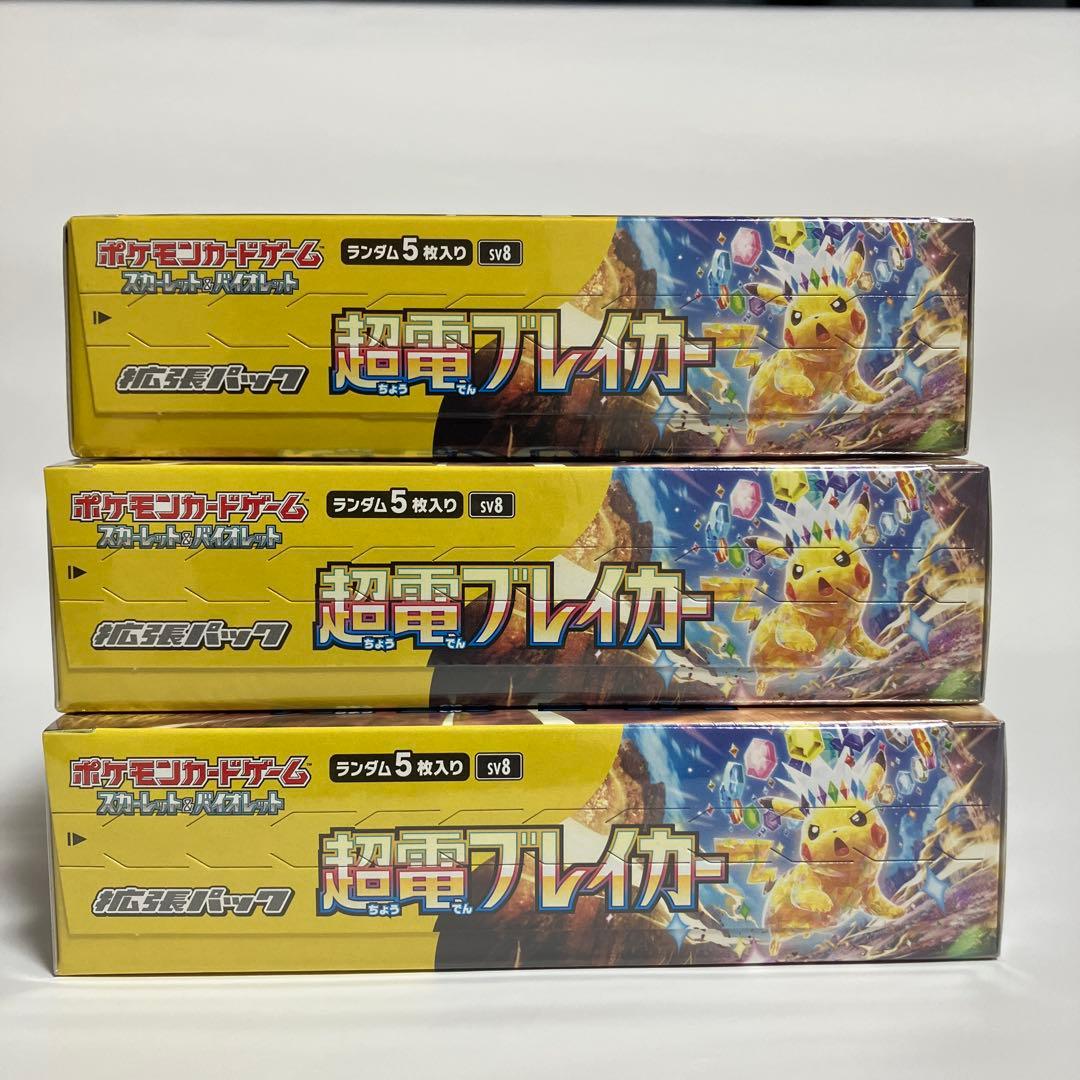 ポケモンカードゲーム™
スカーレット&バイオレット
ランダム5枚入り SV8
超電ブレイカー
ちょう でん
拡張パック
ポケモンカードゲーム™
スカーレット&バイオレット
ランダム5枚入り SV8
超電ブレイカー
ちょう でん
拡張パック
ポケモンカードゲーム™
スカーレット&バイオレット
ランダム5枚入り SV8
超電ブレイカー
ちょう でん
拡張パック